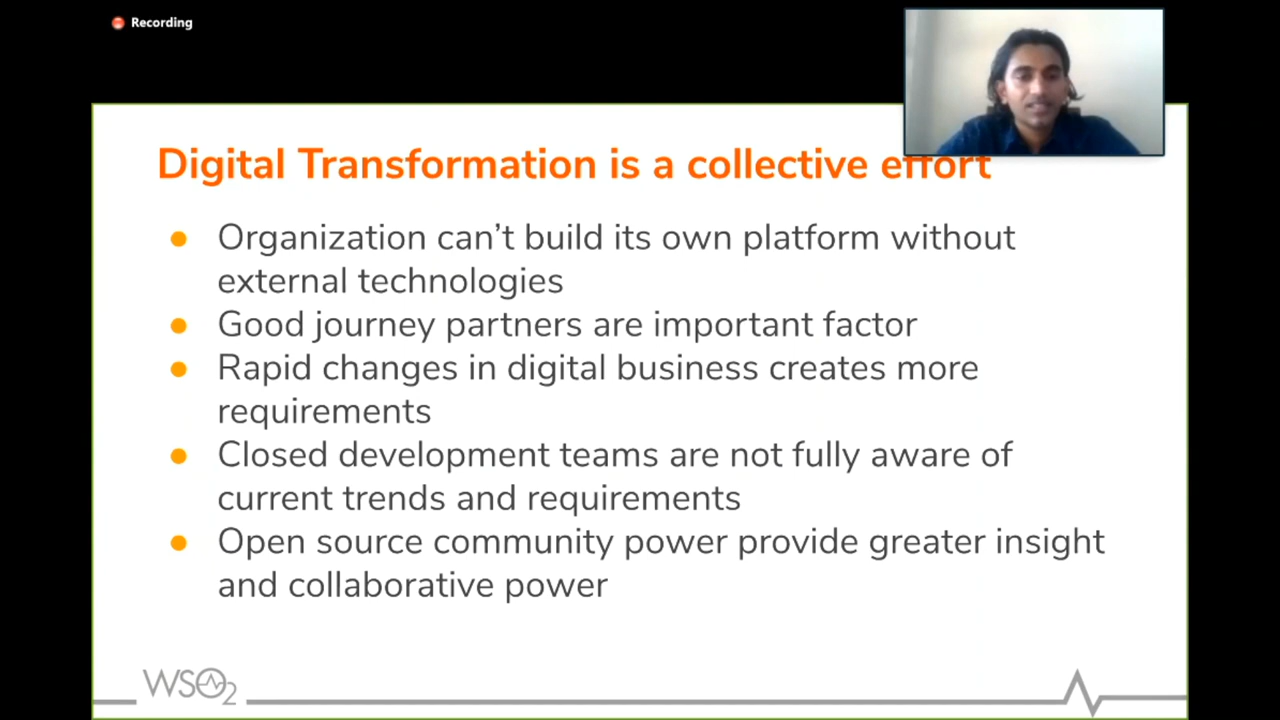 Recording
Digital Transformation is a collective effort
● Organization can't build its own platform without
external technologies
● Good journey partners are important factor
● Rapid changes in digital business creates more
requirements
● Closed development teams are not fully aware of
current trends and requirements
● Open source community power provide greater insight
and collaborative power
WSO2